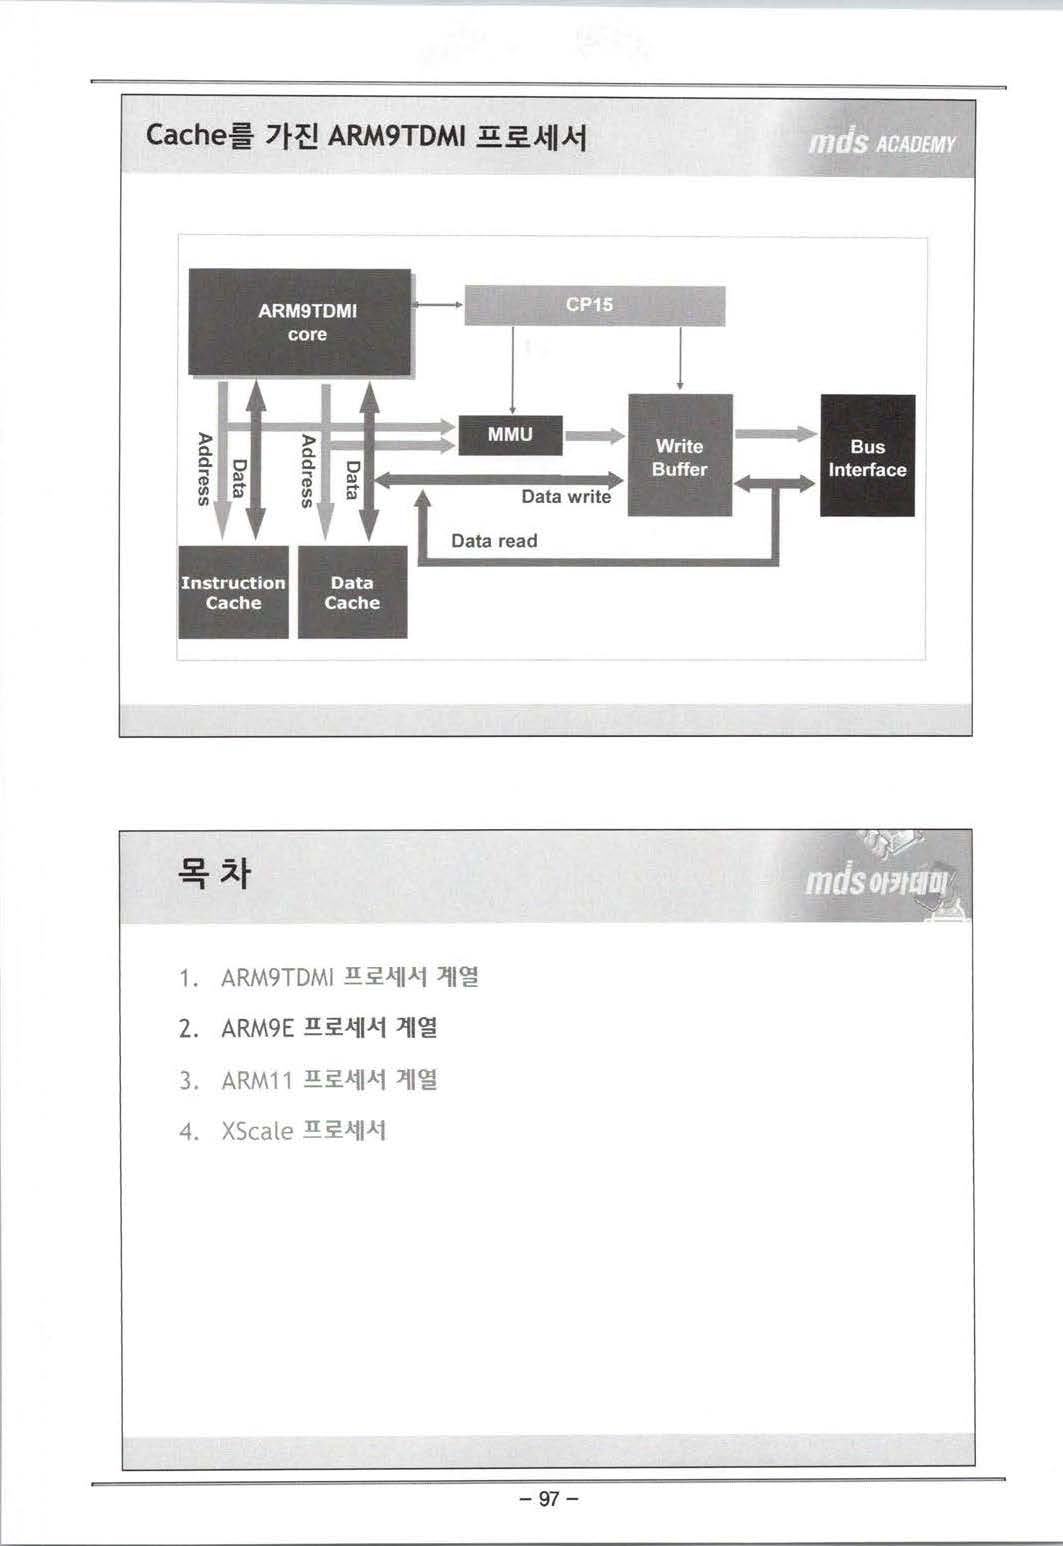 Cache를 가진 ARM9TDMI 프로세서
mds ACADEMY
ARM9TDMI
core
CP15
MMU
Write
Buffer
Bus
Interface
Address
Data
Address
Data
Data write
Data read
Instruction
Cache
Data
Cache
목 차
mds 아카데미
1. ARM9TDMI 프로세서 계열
2. ARM9E 프로세서 계열
3. ARM11 프로세서 계열
4. XScale 프로세서
- 97 -